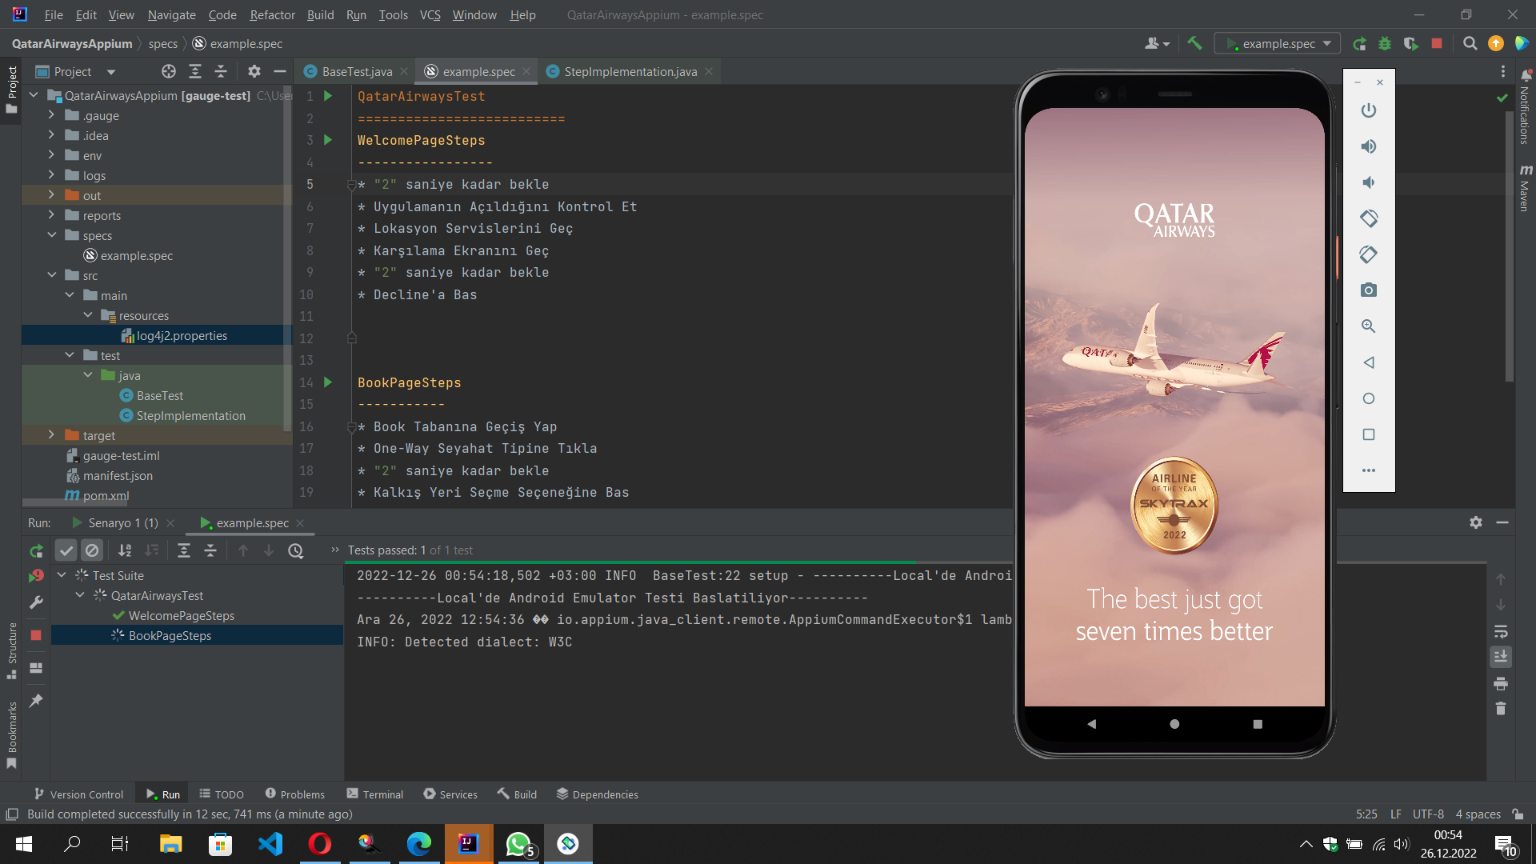 File Edit View Navigate Code Refactor Build Run Tools VCS Window Help QatarAirwaysAppium - example.spec
QatarAirwaysAppium specs example.spec
example.spec
Project
Project
BaseTest.java
example.spec
StepImplementation.java
QatarAirwaysAppium [gauge-test] C:\User
.gauge
.idea
env
logs
out
reports
specs
example.spec
src
main
resources
log4j2.properties
test
java
BaseTest
StepImplementation
target
gauge-test.iml
manifest.json
pom.xml
1 QatarAirwaysTest
2 ==========================
3 WelcomePageSteps
4 -----------------
5 * "2" saniye kadar bekle
6 * Uygulamanın Açıldığını Kontrol Et
7 * Lokasyon Servislerini Geç
8 * Karşılama Ekranını Geç
9 * "2" saniye kadar bekle
10 * Decline'a Bas
11
12
13
14 BookPageSteps
15 -----------
16 * Book Tabanına Geçiş Yap
17 * One-Way Seyahat Tipine Tıkla
18 * "2" saniye kadar bekle
19 * Kalkış Yeri Seçme Seçeneğine Bas
Notifications
Maven
QATAR
AIRWAYS
QATAR
AIRLINE
OF THE YEAR
SKYTRAX
2022
The best just got
seven times better
Run: Senaryo 1 (1) example.spec
Tests passed: 1 of 1 test
Test Suite
QatarAirwaysTest
WelcomePageSteps
BookPageSteps
2022-12-26 00:54:18,502 +03:00 INFO  BaseTest:22 setup - ----------Local'de Androi
----------Local'de Android Emulator Testi Baslatiliyor----------
Ara 26, 2022 12:54:36 �� io.appium.java_client.remote.AppiumCommandExecutor$1 lamb
INFO: Detected dialect: W3C
Structure
Bookmarks
Version Control Run TODO Problems Terminal Services Build Dependencies
Build completed successfully in 12 sec, 741 ms (a minute ago)
5:25 LF UTF-8 4 spaces
5
00:54
26.12.2022
10